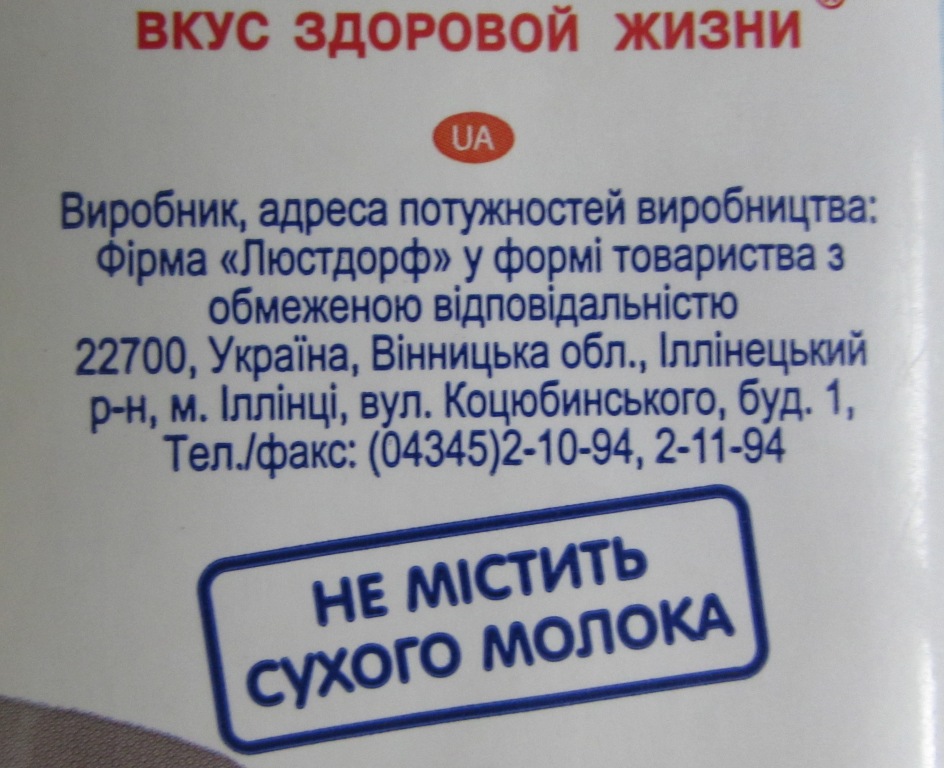 ВКУС ЗДОРОВОЙ ЖИЗНИ®
UA
Виробник, адреса потужностей виробництва:
Фірма «Люстдорф» у формі товариства з
обмеженою відповідальністю
22700, Україна, Вінницька обл., Іллінецький
р-н, м. Іллінці, вул. Коцюбинського, буд. 1,
Тел./факс: (04345)2-10-94, 2-11-94
НЕ МІСТИТЬ
СУХОГО МОЛОКА